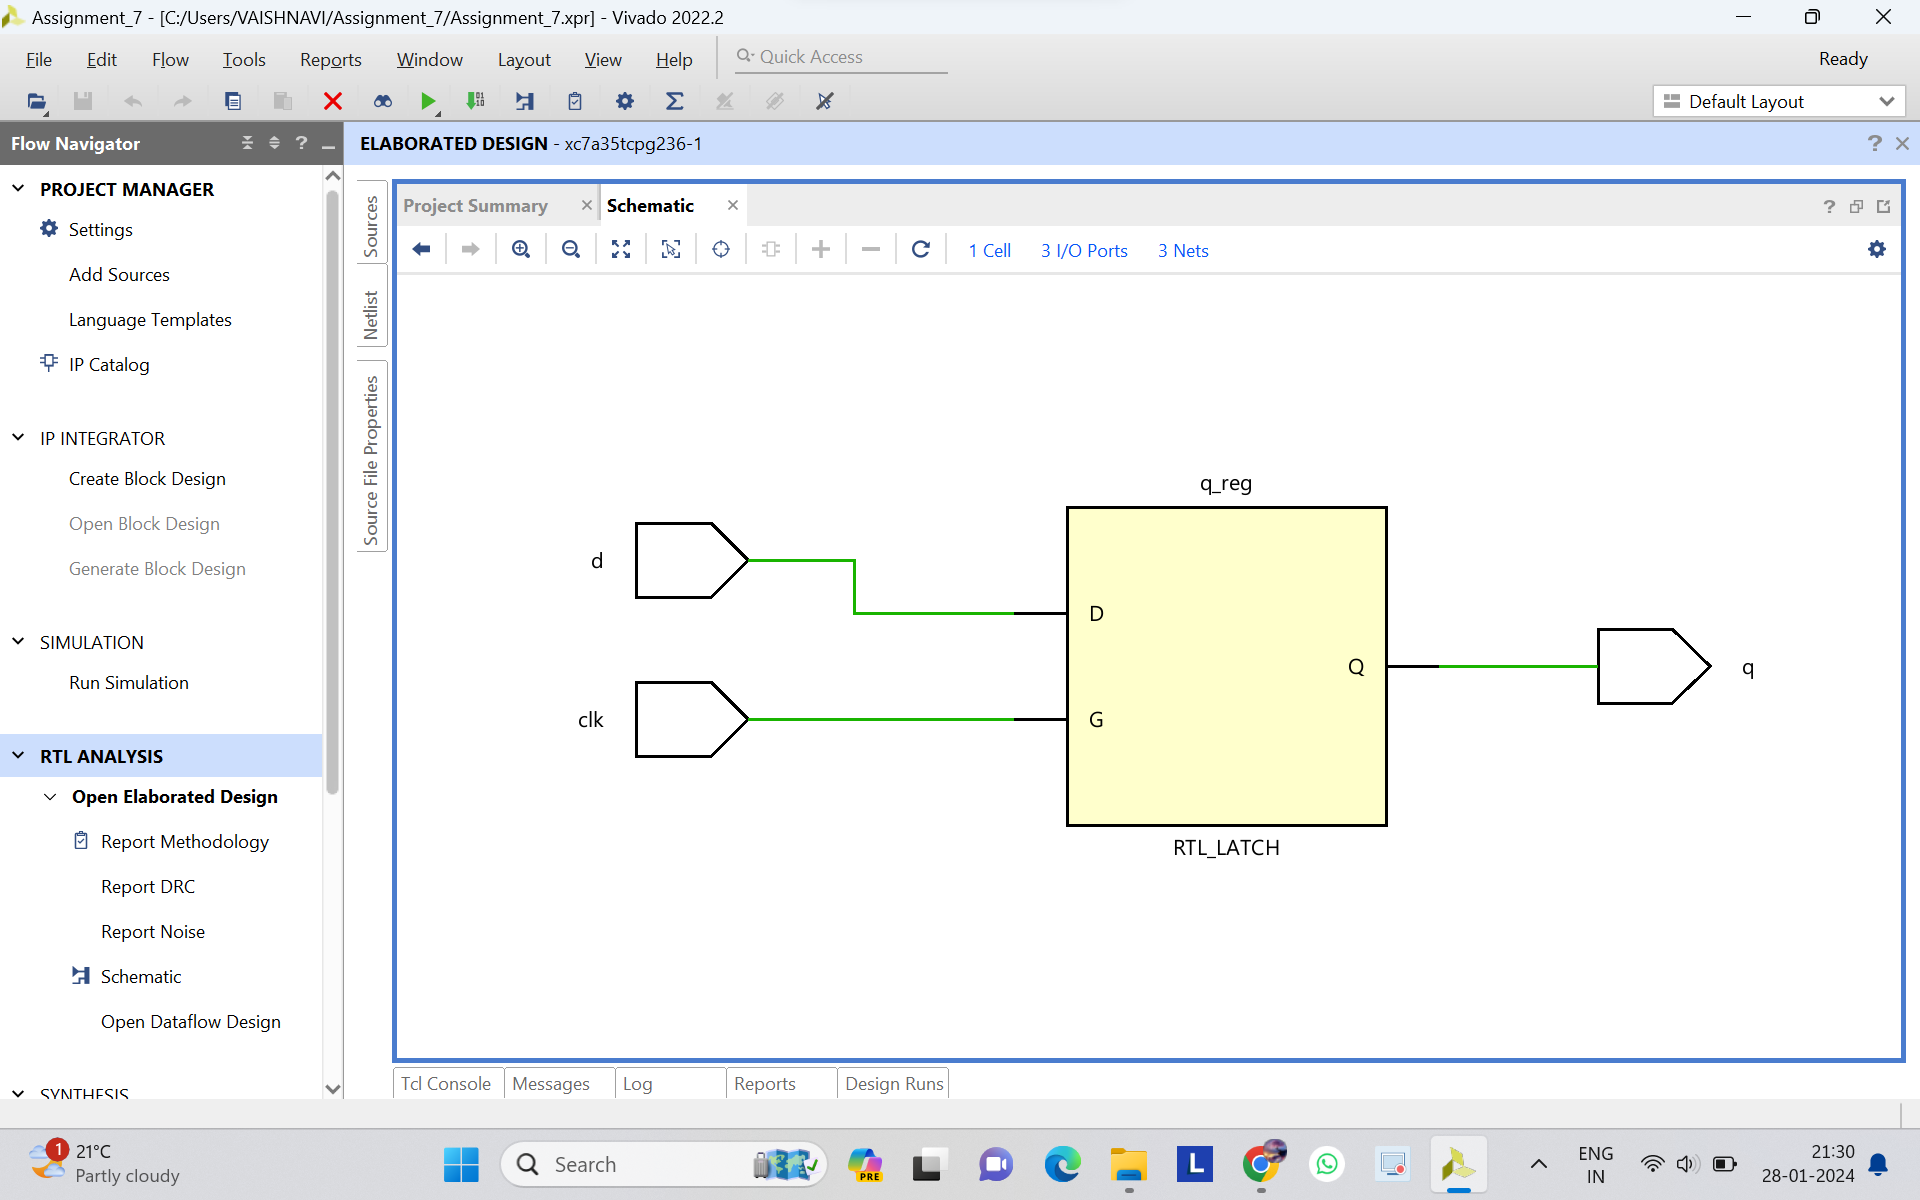 Assignment_7 - [C:/Users/VAISHNAVI/Assignment_7/Assignment_7.xpr] - Vivado 2022.2
File Edit Flow Tools Reports Window Layout View Help Quick Access
Ready
Default Layout
Flow Navigator
ELABORATED DESIGN - xc7a35tcpg236-1
PROJECT MANAGER
Settings
Add Sources
Language Templates
IP Catalog
IP INTEGRATOR
Create Block Design
Open Block Design
Generate Block Design
SIMULATION
Run Simulation
RTL ANALYSIS
Open Elaborated Design
Report Methodology
Report DRC
Report Noise
Schematic
Open Dataflow Design
SYNTHESIS
Sources
Netlist
Source File Properties
Project Summary
Schematic
1 Cell 3 I/O Ports 3 Nets
q_reg
d
D
Q
q
clk
G
RTL_LATCH
Tcl Console Messages Log Reports Design Runs
1
21°C
Partly cloudy
Search
PRE
L
ENG
IN
21:30
28-01-2024